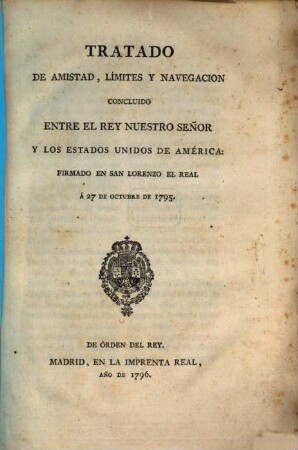 TRATADO
DE AMISTAD, LÍMITES Y NAVEGACION
CONCLUIDO
ENTRE EL REY NUESTRO SEÑOR
Y LOS ESTADOS UNIDOS DE AMÉRICA:
FIRMADO EN SAN LORENZO EL REAL
Á 27 DE OCTUBRE DE 1795.
DE ÓRDEN DEL REY.
MADRID, EN LA IMPRENTA REAL,
AÑO DE 1796.